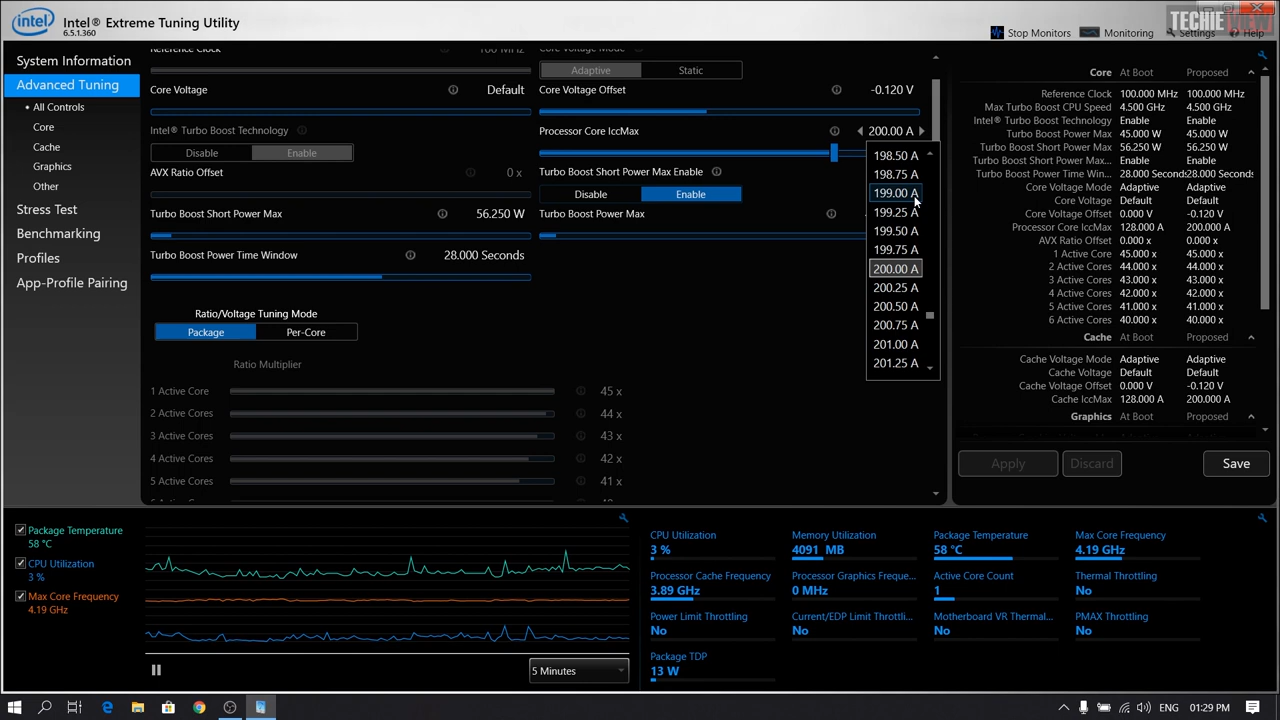 intel
Intel® Extreme Tuning Utility
6.5.1.360
TECHIE
Stop Monitors
Monitoring
Settings
Help
System Information
Advanced Tuning
All Controls
Core
Cache
Graphics
Other
Stress Test
Benchmarking
Profiles
App-Profile Pairing
Reference Clock
100 MHz
Core Voltage Mode
Adaptive
Static
Core Voltage
Default
Core Voltage Offset
-0.120 V
Intel® Turbo Boost Technology
Disable
Enable
Processor Core IccMax
200.00 A
AVX Ratio Offset
0 x
Turbo Boost Short Power Max Enable
Disable
Enable
Turbo Boost Short Power Max
56.250 W
Turbo Boost Power Max
Turbo Boost Power Time Window
28.000 Seconds
198.50 A
198.75 A
199.00 A
199.25 A
199.50 A
199.75 A
200.00 A
200.25 A
200.50 A
200.75 A
201.00 A
201.25 A
Ratio/Voltage Tuning Mode
Package
Per-Core
Ratio Multiplier
1 Active Core
45 x
2 Active Cores
44 x
3 Active Cores
43 x
4 Active Cores
42 x
5 Active Cores
41 x
Core At Boot Proposed
Reference Clock 100.000 MHz 100.000 MHz
Max Turbo Boost CPU Speed 4.500 GHz 4.500 GHz
Intel® Turbo Boost Technology Enable Enable
Turbo Boost Power Max 45.000 W 45.000 W
Turbo Boost Short Power Max 56.250 W 56.250 W
Turbo Boost Short Power Max... Enable Enable
Turbo Boost Power Time Win... 28.000 Seconds 28.000 Seconds
Core Voltage Mode Adaptive Adaptive
Core Voltage Default Default
Core Voltage Offset 0.000 V -0.120 V
Processor Core IccMax 128.000 A 200.000 A
AVX Ratio Offset 0.000 x 0.000 x
1 Active Core 45.000 x 45.000 x
2 Active Cores 44.000 x 44.000 x
3 Active Cores 43.000 x 43.000 x
4 Active Cores 42.000 x 42.000 x
5 Active Cores 41.000 x 41.000 x
6 Active Cores 40.000 x 40.000 x
Cache At Boot Proposed
Cache Voltage Mode Adaptive Adaptive
Cache Voltage Default Default
Cache Voltage Offset 0.000 V -0.120 V
Cache IccMax 128.000 A 200.000 A
Graphics At Boot Proposed
Apply
Discard
Save
Package Temperature
58 °C
CPU Utilization
3 %
Max Core Frequency
4.19 GHz
5 Minutes
CPU Utilization
3 %
Memory Utilization
4091 MB
Package Temperature
58 °C
Max Core Frequency
4.19 GHz
Processor Cache Frequency
3.89 GHz
Processor Graphics Freque...
0 MHz
Active Core Count
1
Thermal Throttling
No
Power Limit Throttling
No
Current/EDP Limit Throttli...
No
Motherboard VR Thermal...
No
PMAX Throttling
No
Package TDP
13 W
ENG
01:29 PM